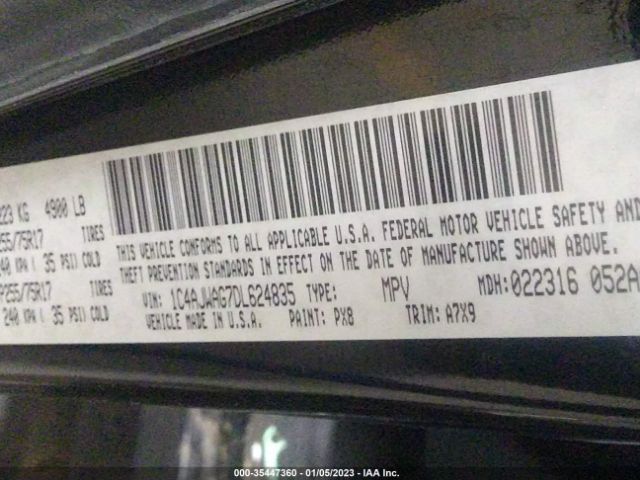 223 KG 4900 LB
255/75R17 TIRES
240 KPA ( 35 PSI) COLD
P255/75R17 TIRES
240 KPA ( 35 PSI) COLD
THIS VEHICLE CONFORMS TO ALL APPLICABLE U.S.A. FEDERAL MOTOR VEHICLE SAFETY AND
THEFT PREVENTION STANDARDS IN EFFECT ON THE DATE OF MANUFACTURE SHOWN ABOVE.
VIN: 1C4AJWAG7DL624835 TYPE: MPV MDH: 022316 052A
VEHICLE MADE IN U.S.A. PAINT: PX8 TRIM: A7X9
000-35447360 - 01/05/2023 - IAA Inc.